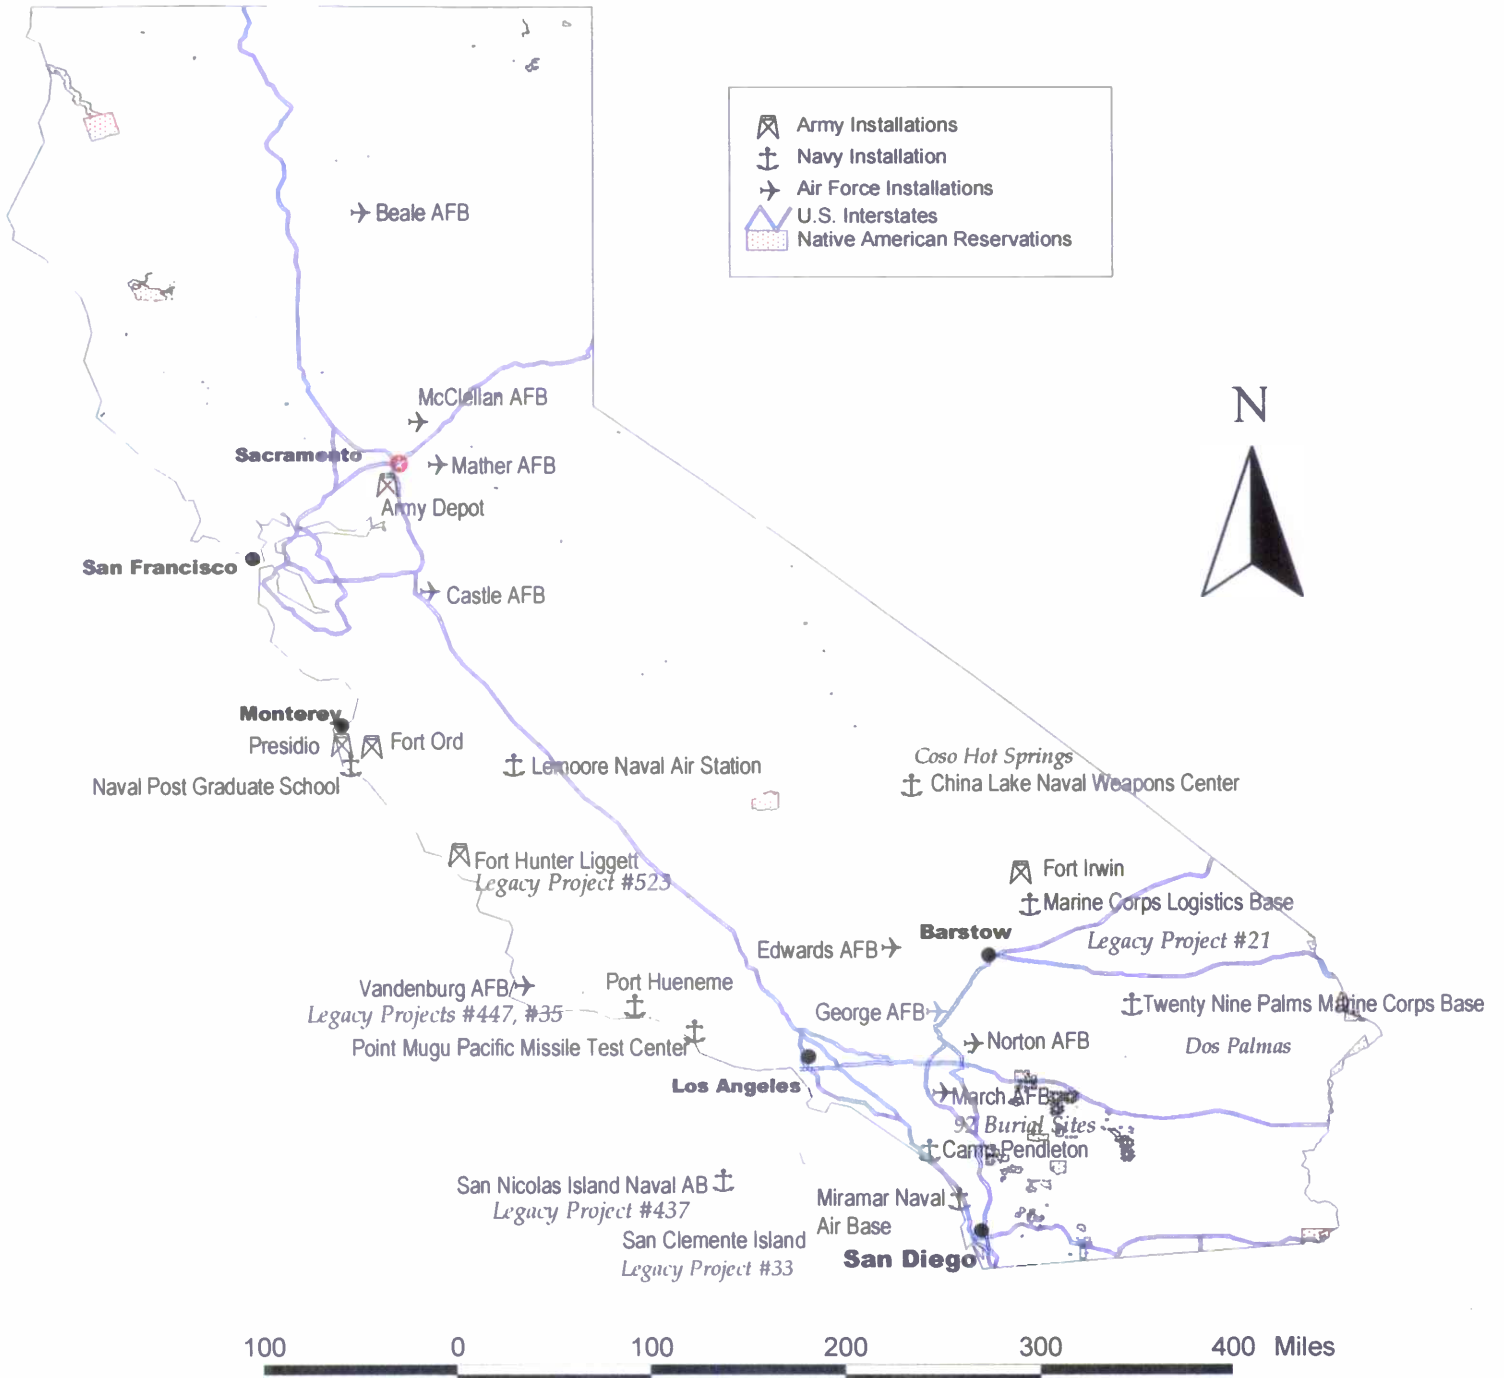 Army Installations
Navy Installation
Air Force Installations
U.S. Interstates
Native American Reservations
Beale AFB
McClellan AFB
N
Sacramento
Mather AFB
Army Depot
San Francisco
Castle AFB
Monterey
Presidio
Fort Ord
Naval Post Graduate School
Lemoore Naval Air Station
Coso Hot Springs
China Lake Naval Weapons Center
Fort Hunter Liggett
Legacy Project #523
Fort Irwin
Marine Corps Logistics Base
Barstow
Legacy Project #21
Edwards AFB
Vandenburg AFB
Legacy Projects #447, #35
Port Hueneme
George AFB
Twenty Nine Palms Marine Corps Base
Point Mugu Pacific Missile Test Center
Norton AFB
Dos Palmas
Los Angeles
March AFB
92 Burial Sites
Camp Pendleton
San Nicolas Island Naval AB
Legacy Project #437
Miramar Naval
Air Base
San Clemente Island
Legacy Project #33
San Diego
100 0 100 200 300 400 Miles